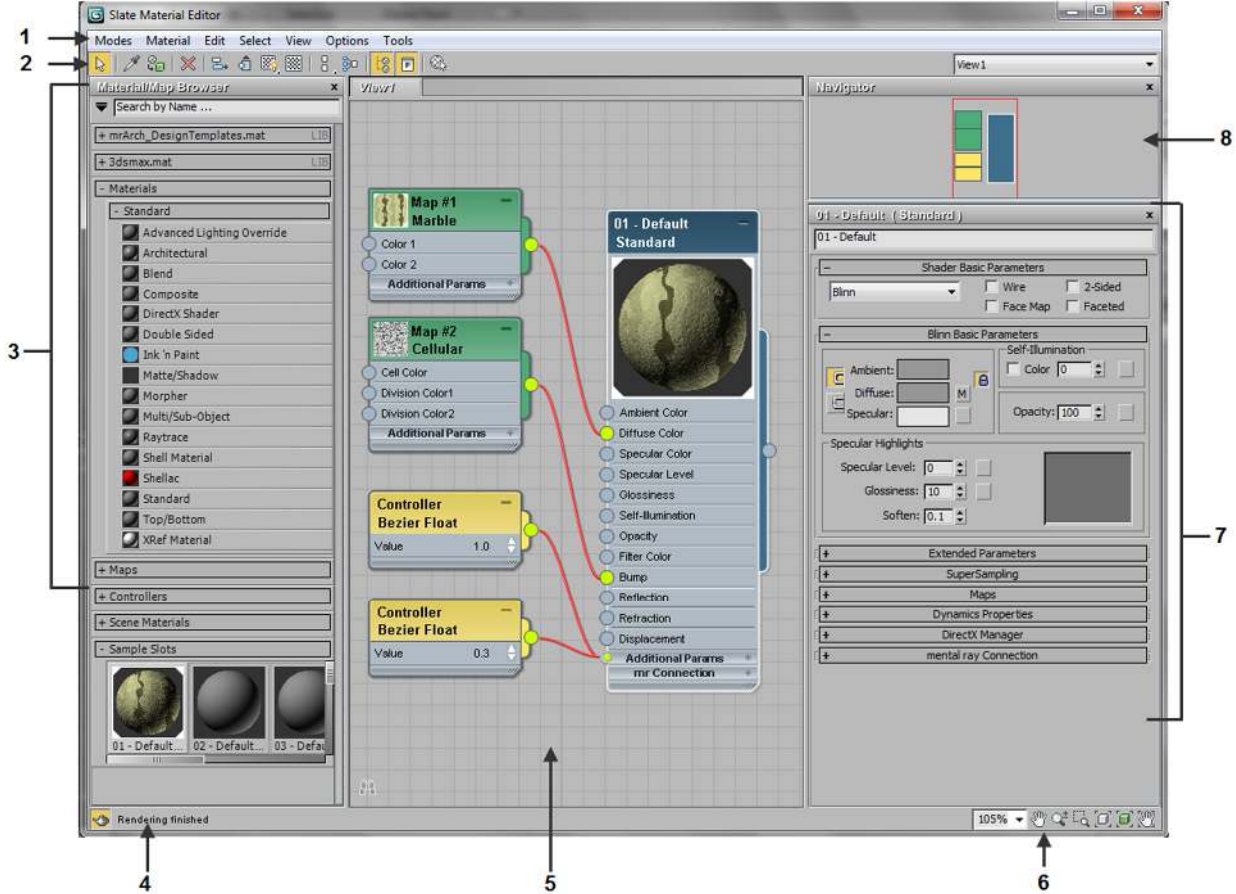 Slate Material Editor
1
Modes Material Edit Select View Options Tools
2
View1
Material/Map Browser x
Search by Name ...
+ mrArch_DesignTemplates.mat LIB
+ 3dsmax.mat LIB
- Materials
- Standard
Advanced Lighting Override
Architectural
Blend
Composite
DirectX Shader
Double Sided
Ink 'n Paint
Matte/Shadow
Morpher
Multi/Sub-Object
Raytrace
Shell Material
Shellac
Standard
Top/Bottom
XRef Material
+ Maps
+ Controllers
+ Scene Materials
- Sample Slots
01 - Default...
02 - Default...
03 - Defau
3
Rendering finished
4
View1
Map #1
Marble
Color 1
Color 2
Additional Params +
Map #2
Cellular
Cell Color
Division Color1
Division Color2
Additional Params +
Controller
Bezier Float
Value 1.0
Controller
Bezier Float
Value 0.3
01 - Default
Standard
Ambient Color
Diffuse Color
Specular Color
Specular Level
Glossiness
Self-Illumination
Opacity
Filter Color
Bump
Reflection
Refraction
Displacement
Additional Params +
mr Connection +
5
Navigator x
8
01 - Default ( Standard ) x
01 - Default
- Shader Basic Parameters
Blinn
Wire
2-Sided
Face Map
Faceted
- Blinn Basic Parameters
Ambient:
Diffuse: M
Specular:
Self-Illumination
Color 0
Opacity: 100
Specular Highlights
Specular Level: 0
Glossiness: 10
Soften: 0.1
+ Extended Parameters
+ SuperSampling
+ Maps
+ Dynamics Properties
+ DirectX Manager
+ mental ray Connection
7
105%
6